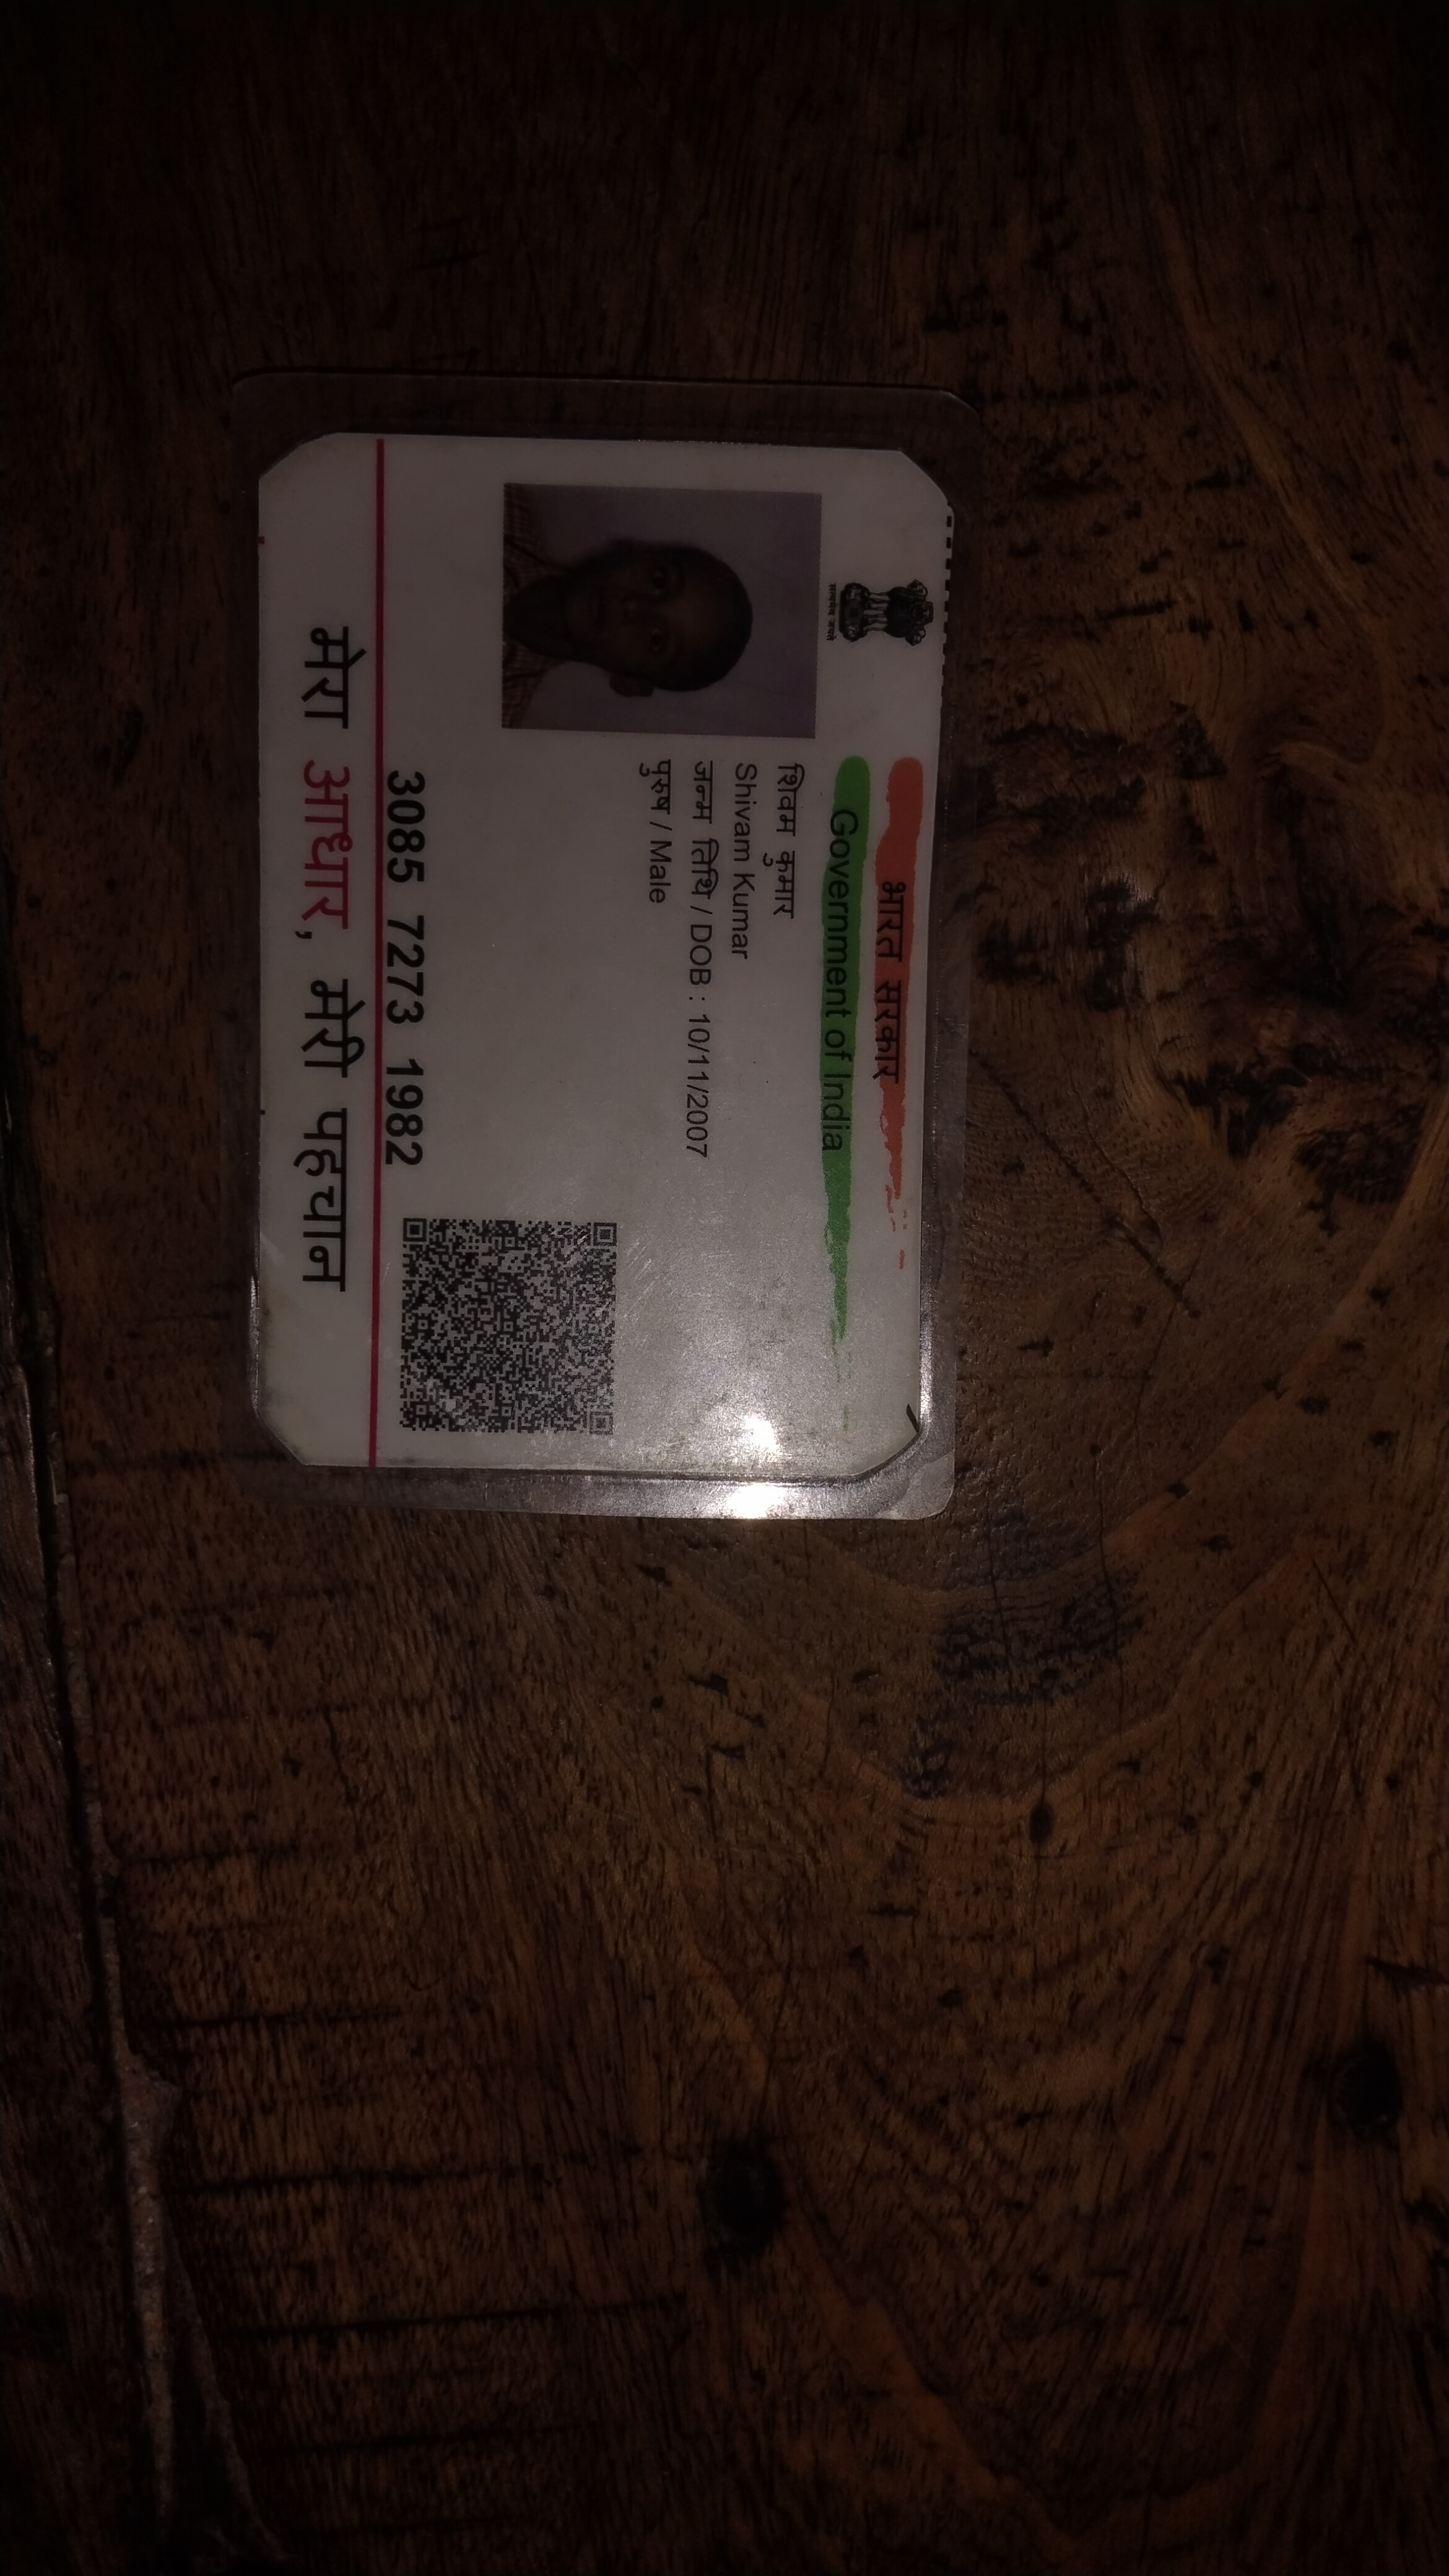 भारत सरकार
Government of India
सत्यमेव जयते
शिवम कुमार
Shivam Kumar
जन्म तिथि / DOB : 10/11/2007
पुरुष / Male
3085 7273 1982
मेरा आधार, मेरी पहचान